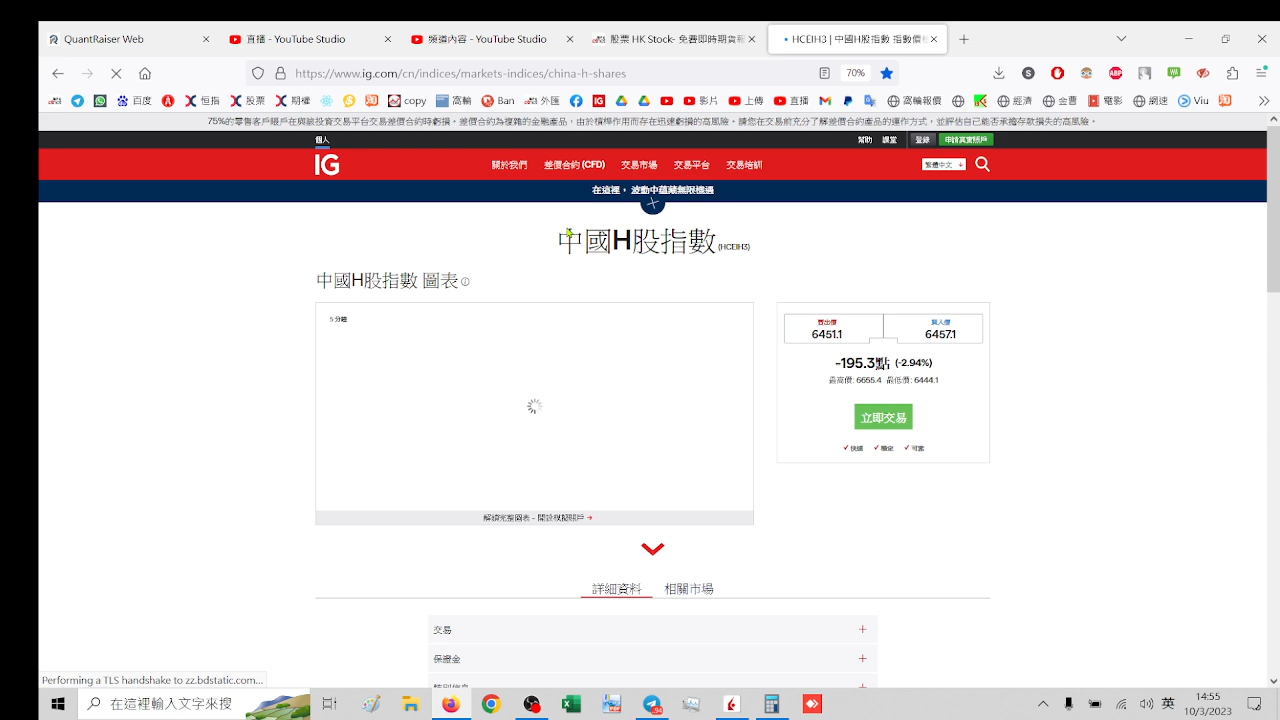 QuantRaiser Web
直播 - YouTube Studio
頻道內容 - YouTube Studio
股票 HK Stock- 免費即時期貨報
HCEIH3 | 中國H股指數 指數價格
https://www.ig.com/cn/indices/markets-indices/china-h-shares
70%
百度
恒指
股票
期權
copy
窩輪
Ban
外匯
影片
上傳
直播
窩輪報價
經濟
金曹
電影
網速
Viu
75%的零售客戶賬戶在與該投資交易平台交易差價合約時虧損。差價合約為複雜的金融產品，由於槓桿作用而存在迅速虧損的高風險。請您在交易前充分了解差價合約產品的運作方式，並評估自己能否承擔存款損失的高風險。
個人
幫助
課堂
登錄
申請真實賬戶
IG
關於我們
差價合約 (CFD)
交易市場
交易平台
交易培訓
繁體中文
在這裡，波動中蘊藏無限機遇
中國H股指數 (HCEIH3)
中國H股指數 圖表
5 分鐘
賣出價
買入價
6451.1
6457.1
-195.3點 (-2.94%)
最高價: 6655.4 最低價: 6444.1
立即交易
快速
穩定
可靠
解鎖完整圖表 - 開設模擬賬戶
詳細資料
相關市場
交易
保證金
特別信息
Performing a TLS handshake to zz.bdstatic.com...
在這裡輸入文字來搜
英
14:55
10/3/2023